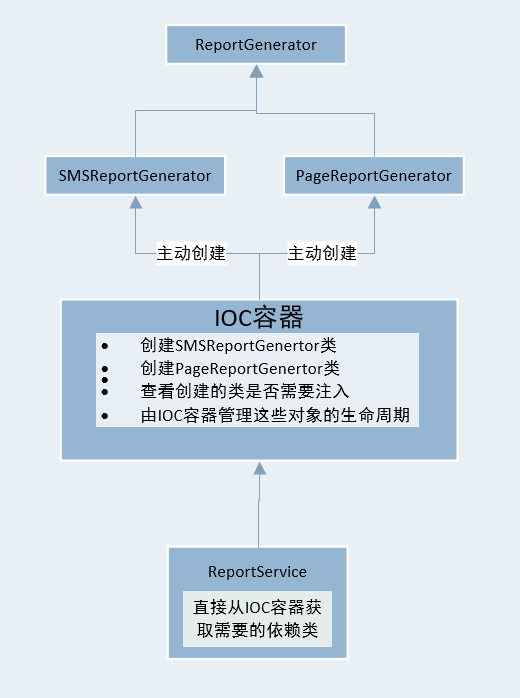 ReportGenerator
SMSReportGenerator
PageReportGenerator
主动创建
主动创建
IOC容器
• 创建SMSReportGenertor类
• 创建PageReportGenertor类
•
• 查看创建的类是否需要注入
• 由IOC容器管理这些对象的生命周期
ReportService
直接从IOC容器获
取需要的依赖类